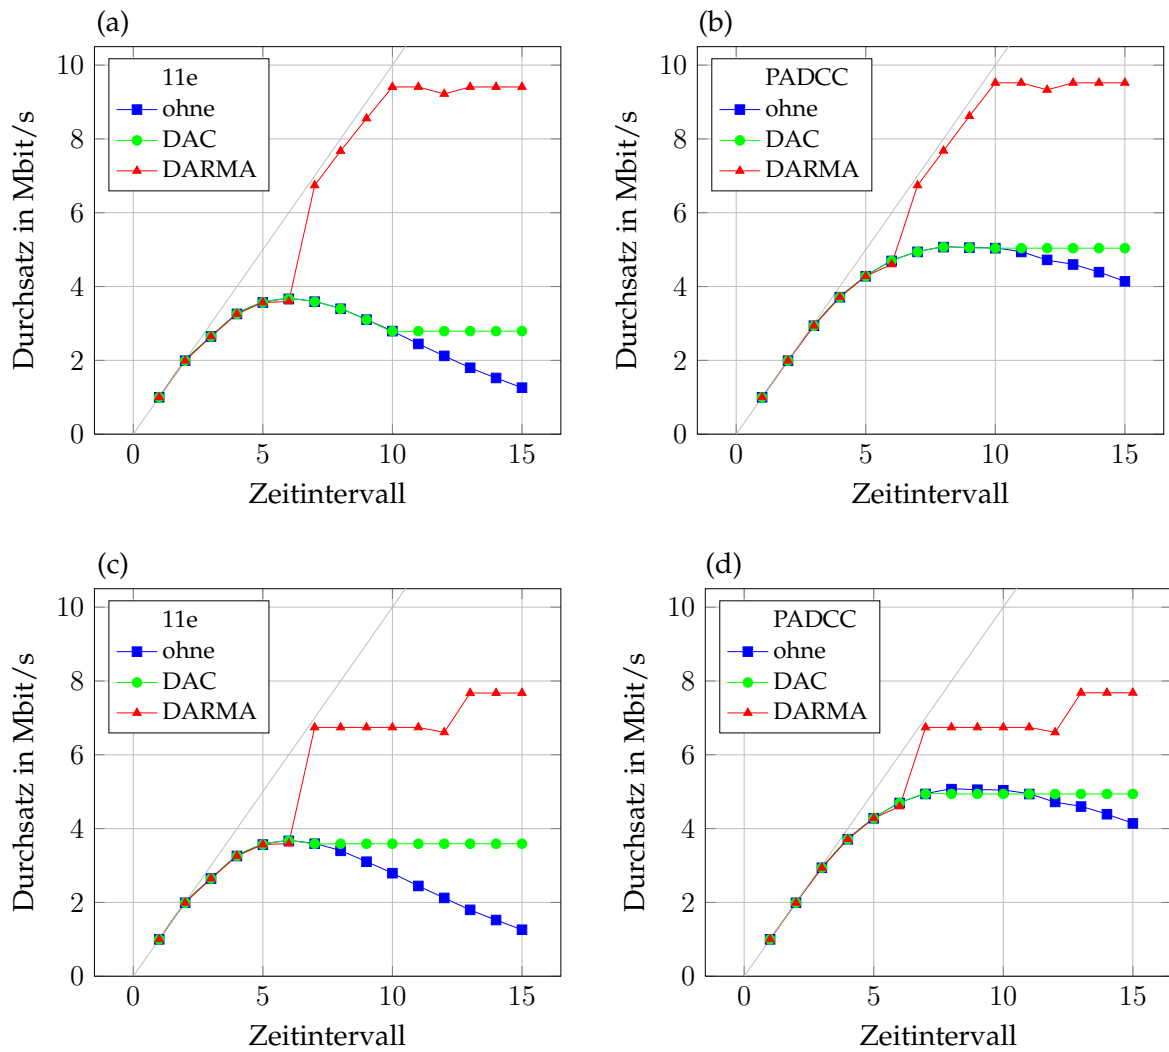 (a)
10
8
6
4
2
0
0
5
10
15
Durchsatz in Mbit/s
Zeitintervall
11e
ohne
DAC
DARMA
(b)
10
8
6
4
2
0
0
5
10
15
Durchsatz in Mbit/s
Zeitintervall
PADCC
ohne
DAC
DARMA
(c)
10
8
6
4
2
0
0
5
10
15
Durchsatz in Mbit/s
Zeitintervall
11e
ohne
DAC
DARMA
(d)
10
8
6
4
2
0
0
5
10
15
Durchsatz in Mbit/s
Zeitintervall
PADCC
ohne
DAC
DARMA